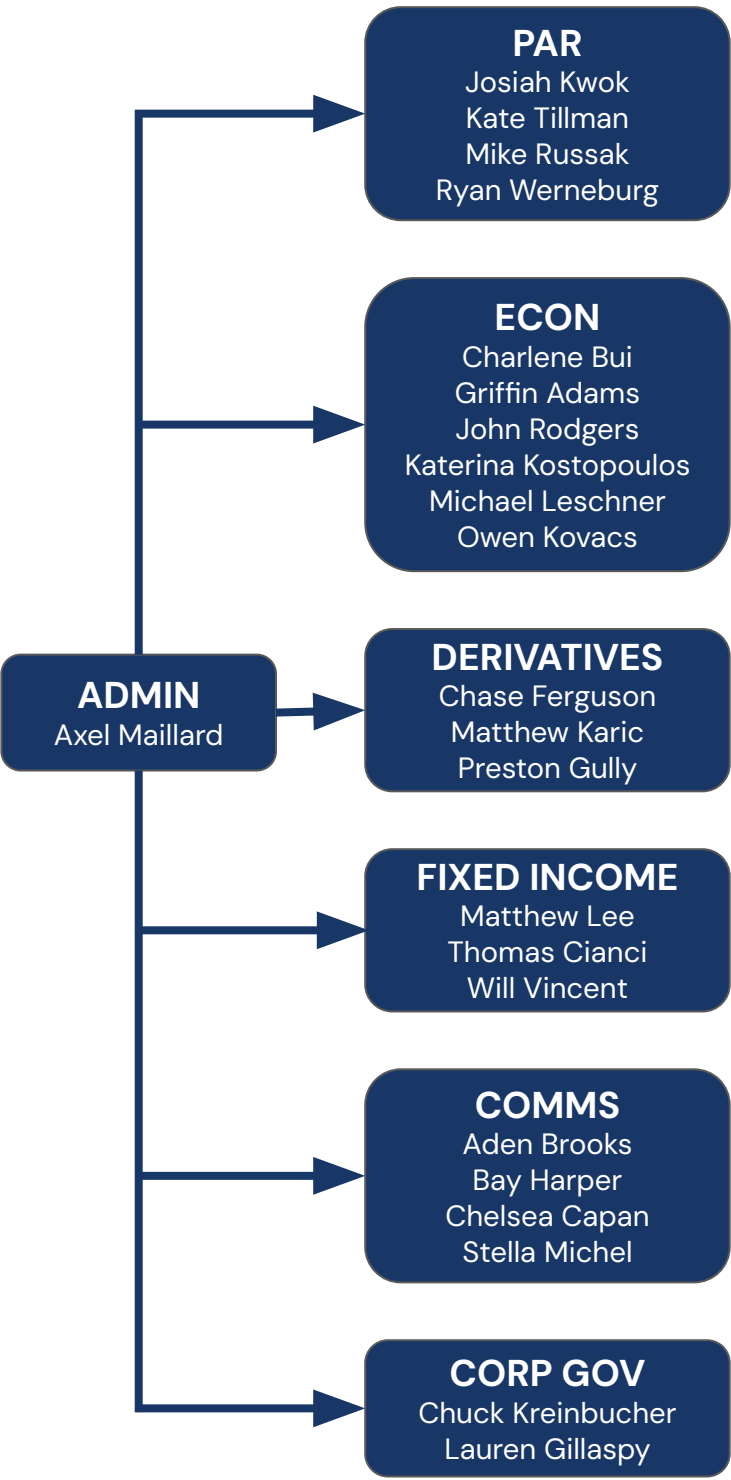 PAR
Josiah Kwok
Kate Tillman
Mike Russak
Ryan Werneburg
ECON
Charlene Bui
Griffin Adams
John Rodgers
Katerina Kostopoulos
Michael Leschner
Owen Kovacs
ADMIN
Axel Maillard
DERIVATIVES
Chase Ferguson
Matthew Karic
Preston Gully
FIXED INCOME
Matthew Lee
Thomas Cianci
Will Vincent
COMMS
Aden Brooks
Bay Harper
Chelsea Capan
Stella Michel
CORP GOV
Chuck Kreinbucher
Lauren Gillaspy